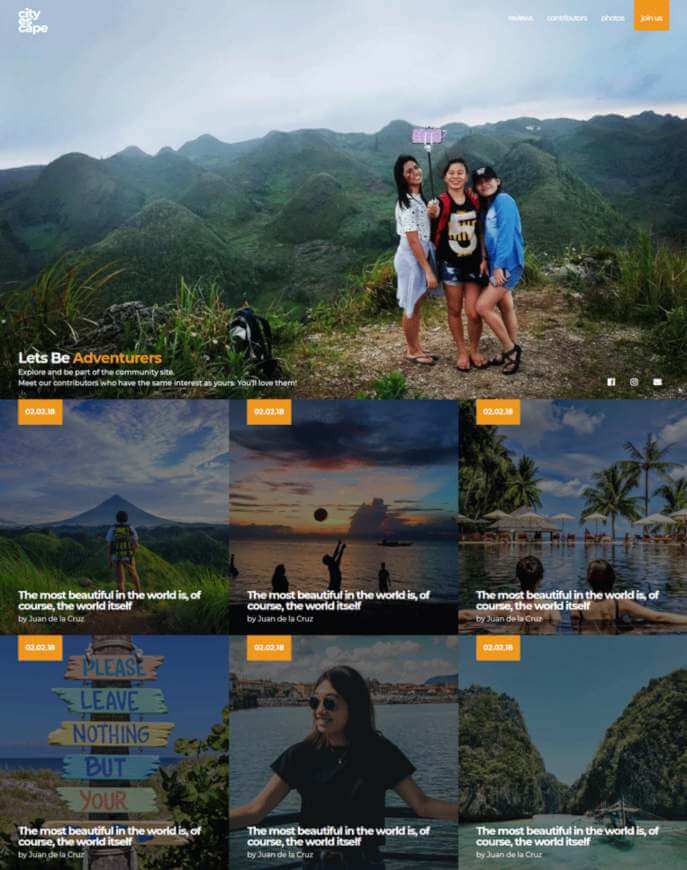 city
es
cape
reviews contributors photos join us
5
Lets Be Adventurers
Explore and be part of the community site.
Meet our contributors who have the same interest as yours. You'll love them!
02.02.18 02.02.18 02.02.18
The most beautiful in the world is, of The most beautiful in the world is, of The most beautiful in the world is, of
course, the world itself course, the world itself course, the world itself
by Juan de la Cruz by Juan de la Cruz by Juan de la Cruz
02.02.18 02.02.18 02.02.18
PLEASE
LEAVE
NOTHING
BUT
YOUR
The most beautiful in the world is, of The most beautiful in the world is, of The most beautiful in the world is, of
course, the world itself course, the world itself course, the world itself
by Juan de la Cruz by Juan de la Cruz by Juan de la Cruz